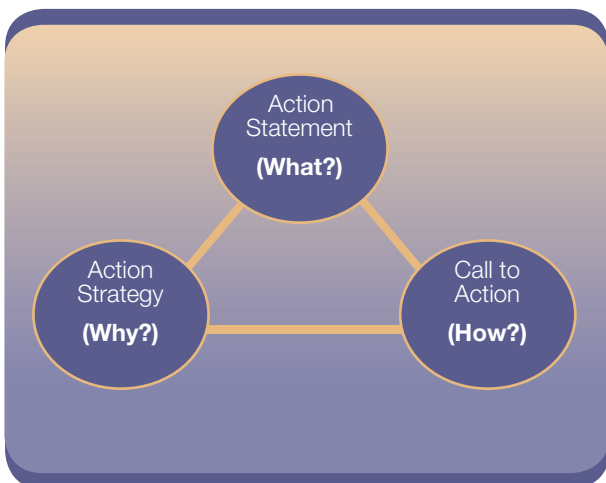 Action
Statement
(What?)
Action
Strategy
(Why?)
Call to
Action
(How?)